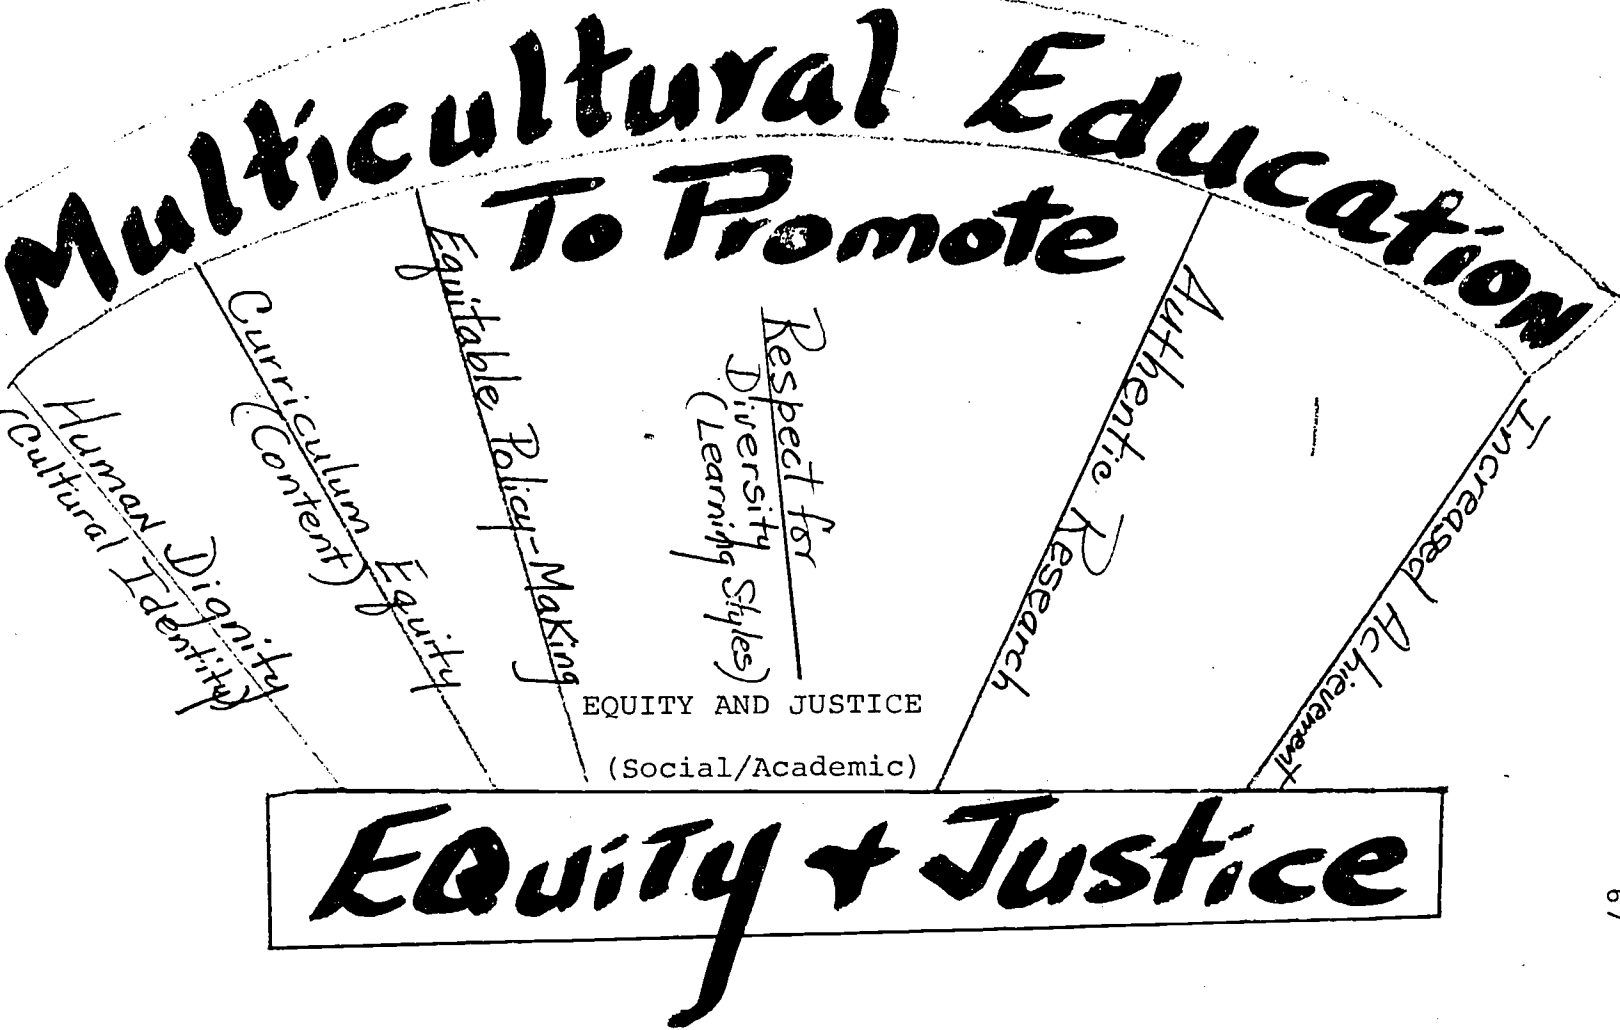 Multicultural Education
To Promote
Human Dignity
(Cultural Identity)
Curriculum Equity
(Content)
Equitable Policy-Making
Respect for
Diversity
(Learning Styles)
Authentic Research
Increased Achievement
EQUITY AND JUSTICE
(Social/Academic)
EQuiTy + Justice
67